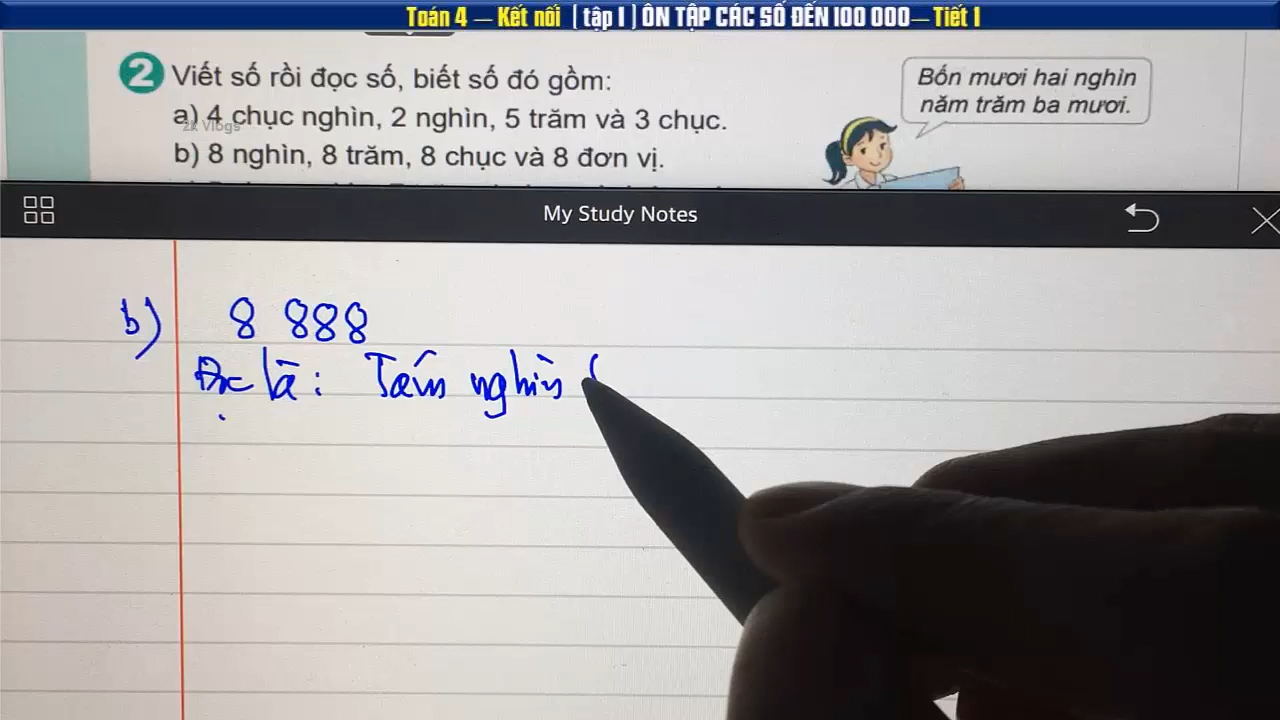 Toán 4 – Kết nối ( tập 1 ) ÔN TẬP CÁC SỐ ĐẾN 100 000– Tiết 1
2 Viết số rồi đọc số, biết số đó gồm:
a) 4 chục nghìn, 2 nghìn, 5 trăm và 3 chục.
2k Vlogs
b) 8 nghìn, 8 trăm, 8 chục và 8 đơn vị.
Bốn mươi hai nghìn
năm trăm ba mươi.
My Study Notes
b) 8 888
Đọc là : Tám nghìn